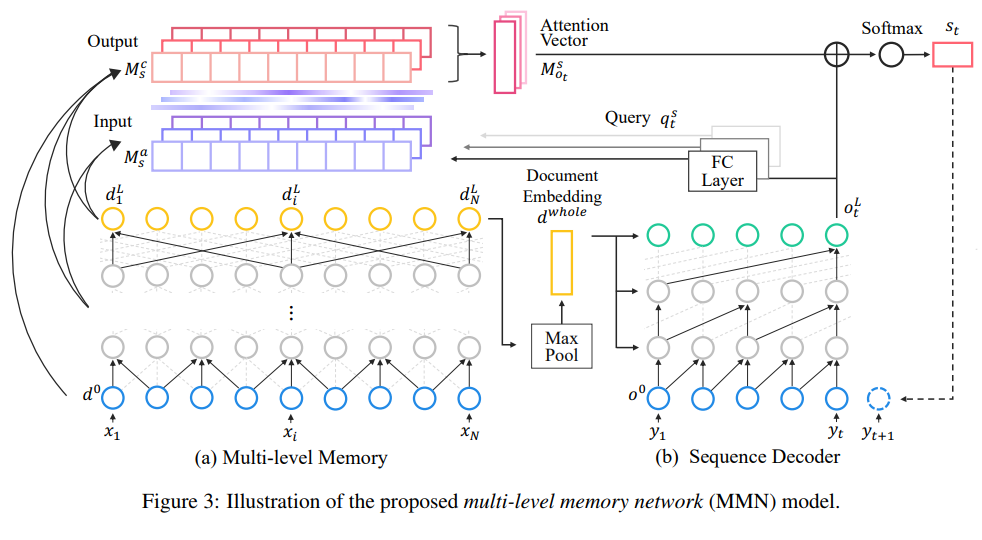 Output
M_s^c
Input
M_s^a
Attention
Vector
M_{o_t}^s
Softmax
s_t
Query q_t^s
FC
Layer
d_1^L
d_i^L
d_N^L
Document
Embedding
d^{whole}
o_t^L
...
Max
Pool
d^0
x_1
x_i
x_N
o^0
y_1
y_t
y_{t+1}
(a) Multi-level Memory
(b) Sequence Decoder
Figure 3: Illustration of the proposed multi-level memory network (MMN) model.